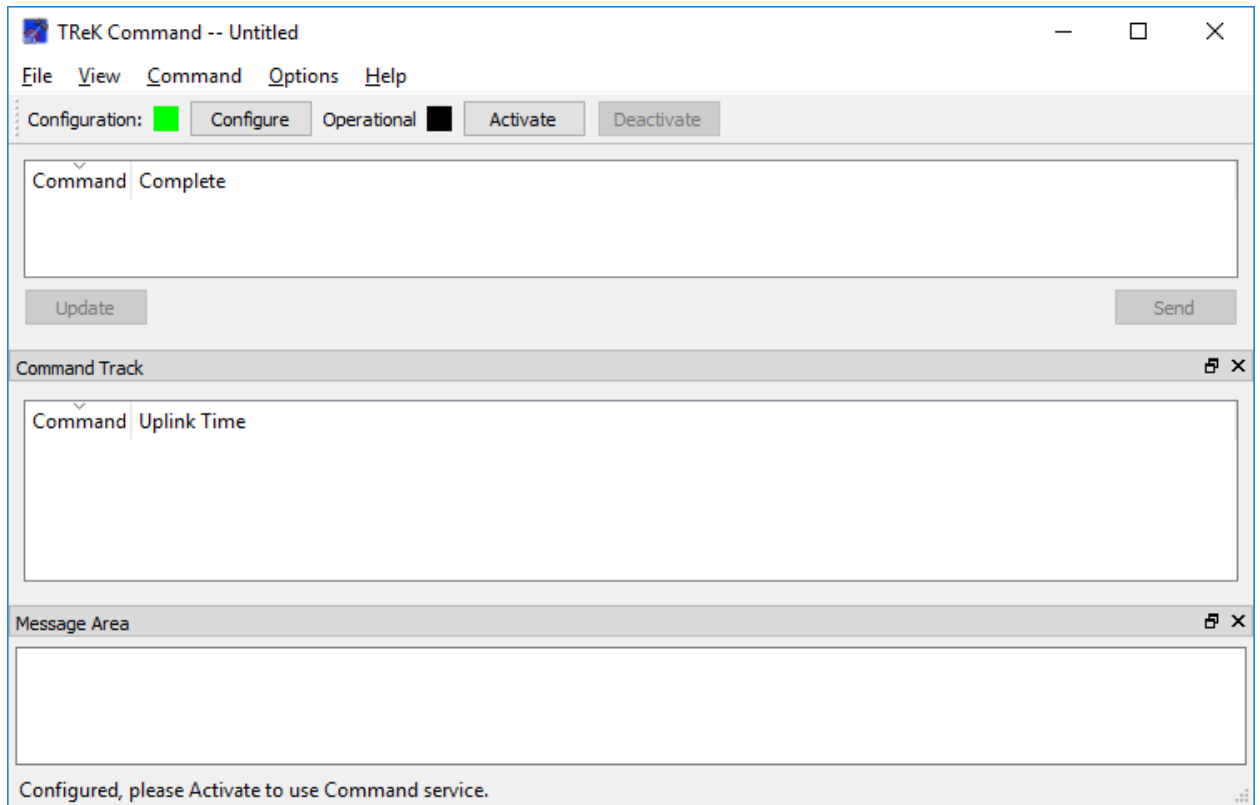 TReK Command -- Untitled
File View Command Options Help
Configuration: Configure Operational Activate Deactivate
Command Complete
Update Send
Command Track
Command Uplink Time
Message Area
Configured, please Activate to use Command service.